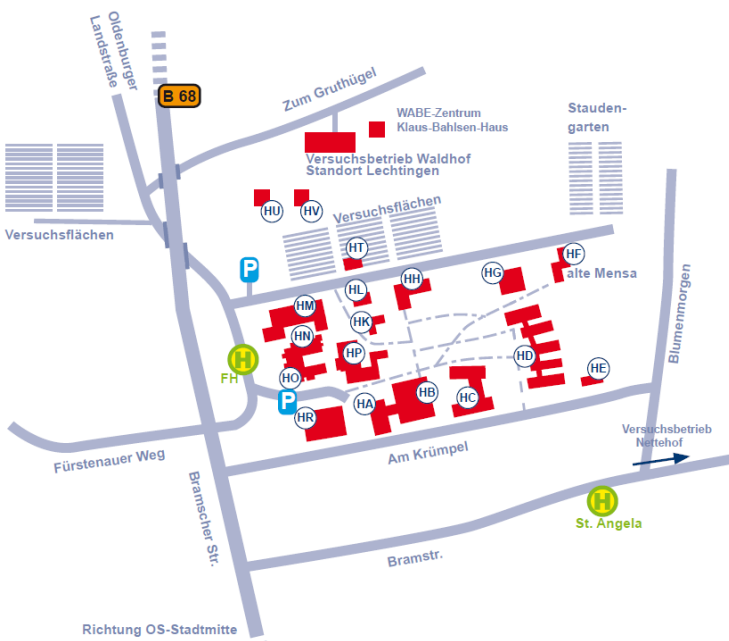 Oldenburger
Landstraße
B 68
Zum Gruthügel
WABE-Zentrum
Klaus-Bahlsen-Haus
Stauden-
garten
Versuchsbetrieb Waldhof
Standort Lechtingen
HU
HV
Versuchsflächen
Versuchsflächen
HT
HF
P
HG
alte Mensa
HH
HL
HM
HK
HN
HP
HD
Blumenmorgen
H
FH
HO
HE
P
HR
HA
HB
HC
Versuchsbetrieb
Nettehof
Am Krümpel
Fürstenauer Weg
Bramscher Str.
H
St. Angela
Bramstr.
Richtung OS-Stadtmitte